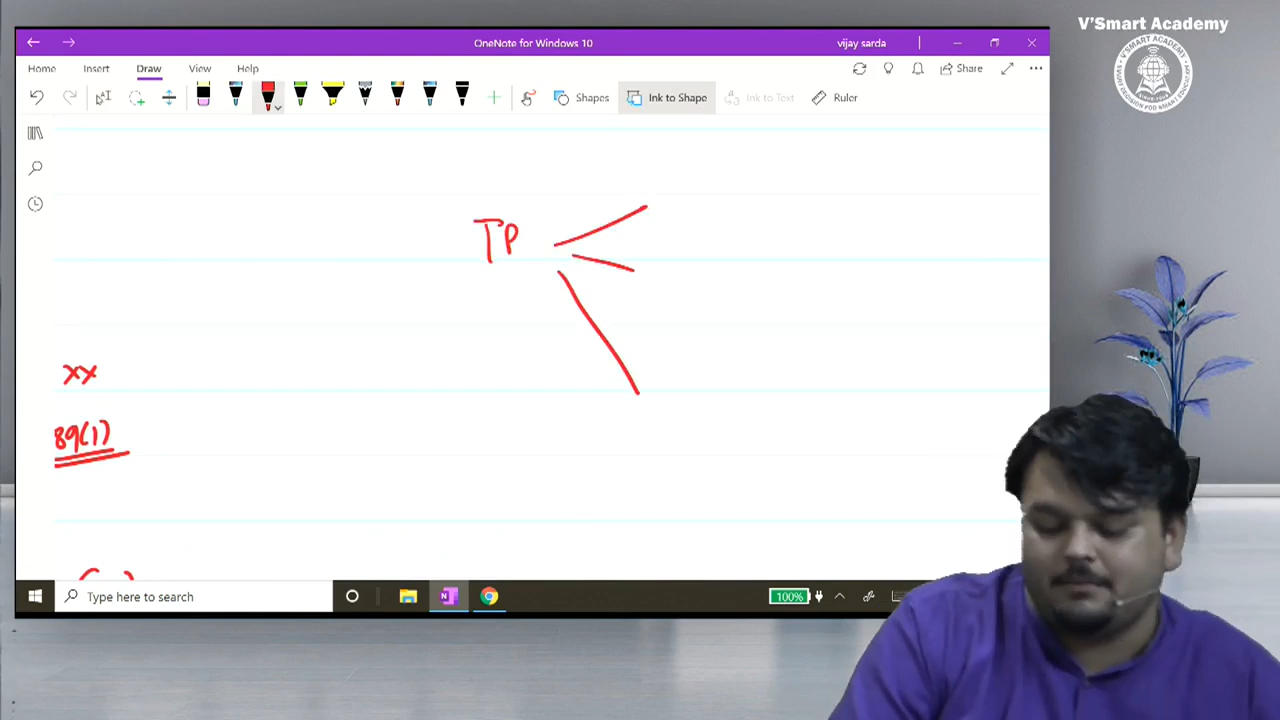 V'Smart Academy
OneNote for Windows 10
vijay sarda
Home
Insert
Draw
View
Help
Share
Shapes
Ink to Shape
Ink to Text
Ruler
TP
xx
89(1)
Type here to search
100%